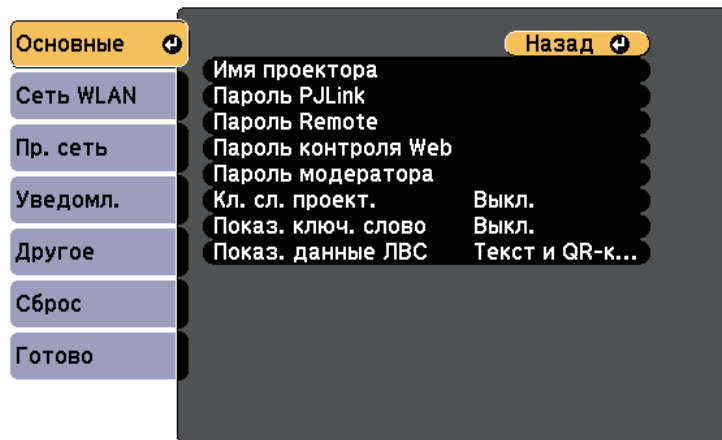 Основные
Сеть WLAN
Пр. сеть
Уведомл.
Другое
Сброс
Готово
Назад
Имя проектора
Пароль PJLink
Пароль Remote
Пароль контроля Web
Пароль модератора
Кл. сл. проект. Выкл.
Показ. ключ. слово Выкл.
Показ. данные ЛВС Текст и QR-к...